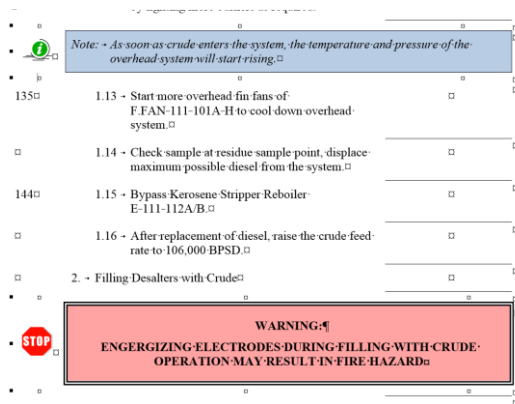 Note: As soon as crude enters the system, the temperature and pressure of the
overhead system will start rising.
135 1.13 Start more overhead fin fans of
F.FAN-111-101A-H to cool down overhead
system.
1.14 Check sample at residue sample point, displace
maximum possible diesel from the system.
144 1.15 Bypass Kerosene Stripper Reboiler
E-111-112A/B.
1.16 After replacement of diesel, raise the crude feed
rate to 106,000 BPSD.
2. Filling Desalters with Crude
WARNING:
STOP
ENGERGIZING ELECTRODES DURING FILLING WITH CRUDE
OPERATION MAY RESULT IN FIRE HAZARD